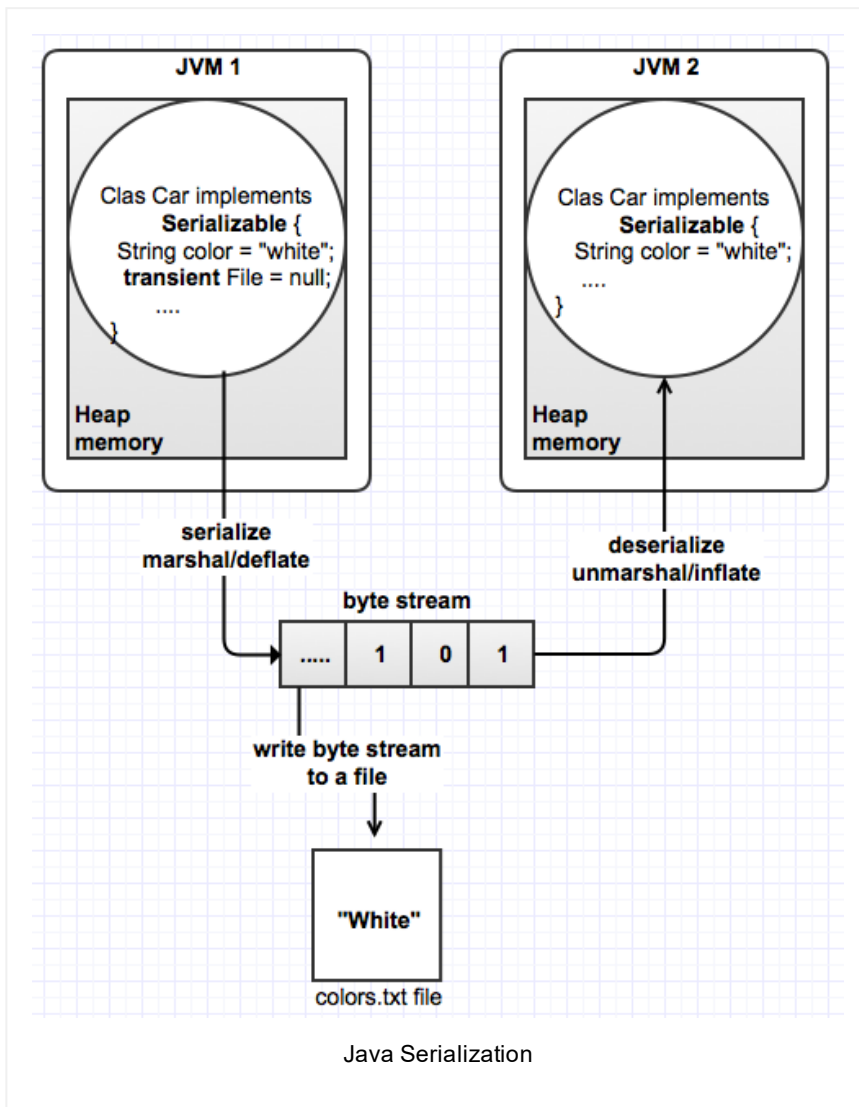 JVM 1
Clas Car implements
Serializable {
String color = "white";
transient File = null;
....
}
Heap
memory
JVM 2
Clas Car implements
Serializable {
String color = "white";
....
}
Heap
memory
serialize
marshal/deflate
deserialize
unmarshal/inflate
byte stream
..... 1 0 1
write byte stream
to a file
"White"
colors.txt file
Java Serialization